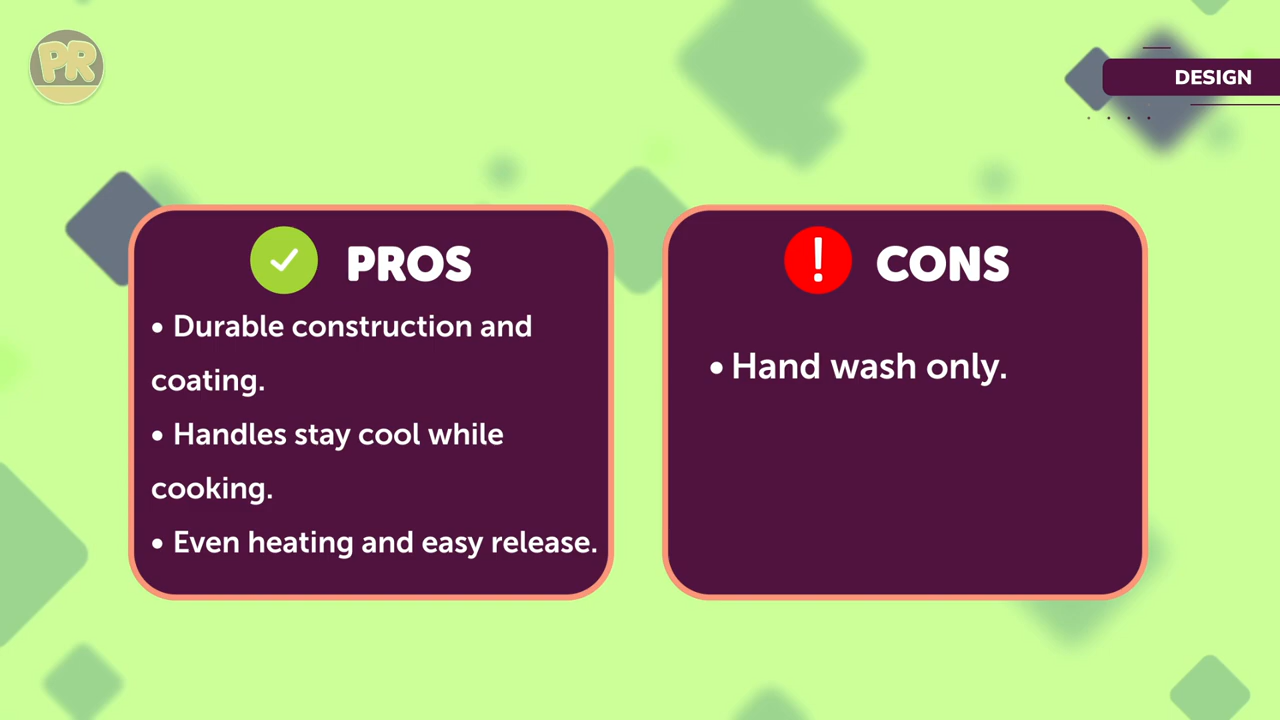 PR
DESIGN
PROS
• Durable construction and
coating.
• Handles stay cool while
cooking.
• Even heating and easy release.
! CONS
• Hand wash only.